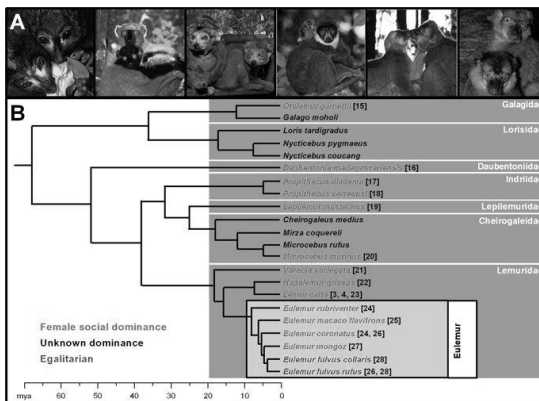 A
B
Otolemur garnettii [15]
Galagidae
Galago moholi
Loris tardigradus
Lorisidae
Nycticebus pygmaeus
Nycticebus coucang
Daubentonia madagascariensis [16]
Daubentoniidae
Propithecus diadema [17]
Indriidae
Propithecus verreauxi [18]
Lepilemur mustelinus [19]
Lepilemuridae
Cheirogaleus medius
Cheirogaleidae
Mirza coquereli
Microcebus rufus
Microcebus murinus [20]
Varecia variegata [21]
Lemuridae
Hapalemur griseus [22]
Lemur catta [3, 4, 23]
Eulemur rubriventer [24]
Eulemur macaco flavifrons [25]
Eulemur coronatus [24, 26]
Eulemur mongoz [27]
Eulemur fulvus collaris [28]
Eulemur fulvus rufus [26, 28]
Eulemur
Female social dominance
Unknown dominance
Egalitarian
mya 60 50 40 30 20 10 0